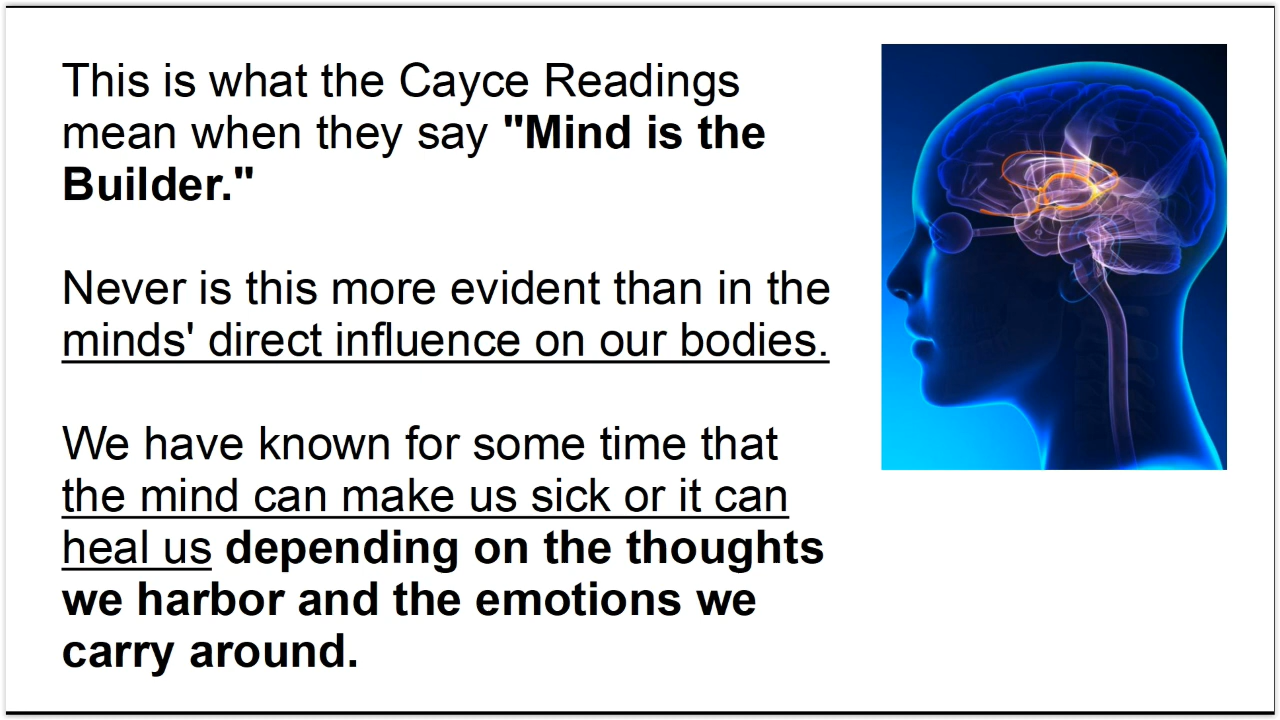 This is what the Cayce Readings
mean when they say "Mind is the
Builder."
Never is this more evident than in the
minds' direct influence on our bodies.
We have known for some time that
the mind can make us sick or it can
heal us depending on the thoughts
we harbor and the emotions we
carry around.